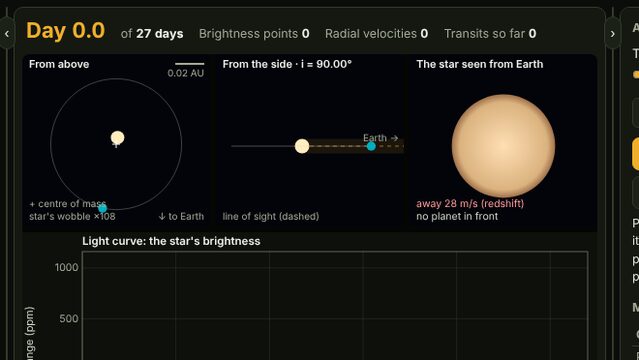 Day 0.0 of 27 days Brightness points 0 Radial velocities 0 Transits so far 0
From above
0.02 AU
+ centre of mass
star's wobble ×108
↓ to Earth
From the side · i = 90.00°
Earth →
line of sight (dashed)
The star seen from Earth
away 28 m/s (redshift)
no planet in front
Light curve: the star's brightness
1000
500